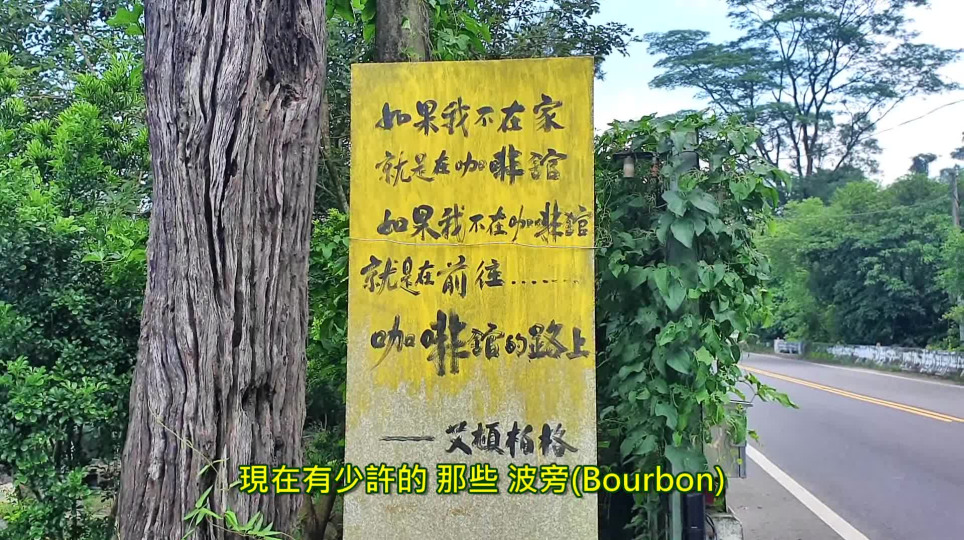 如果我不在家
就是在咖啡館
如果我不在咖啡館
就是在前往.......
咖啡館的路上
——艾頓柏格
現在有少許的 那些 波旁(Bourbon)